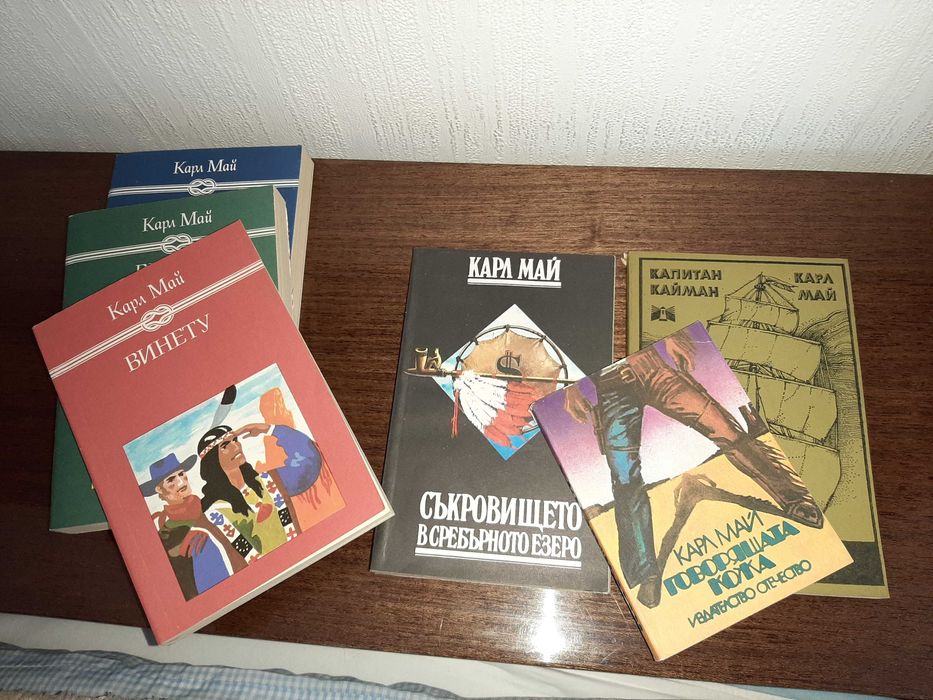 Карл Май
Карл Май
Карл Май
ВИНЕТУ
КАРЛ МАЙ
СЪКРОВИЩЕТО
В СРЕБЪРНОТО ЕЗЕРО
КАПИТАН
КАЙМАН
КАРЛ
МАЙ
КАРЛ МАЙ
ГОВОРЯЩАТА
КОЖА
ИЗДАТЕЛСТВО ОТЕЧЕСТВО